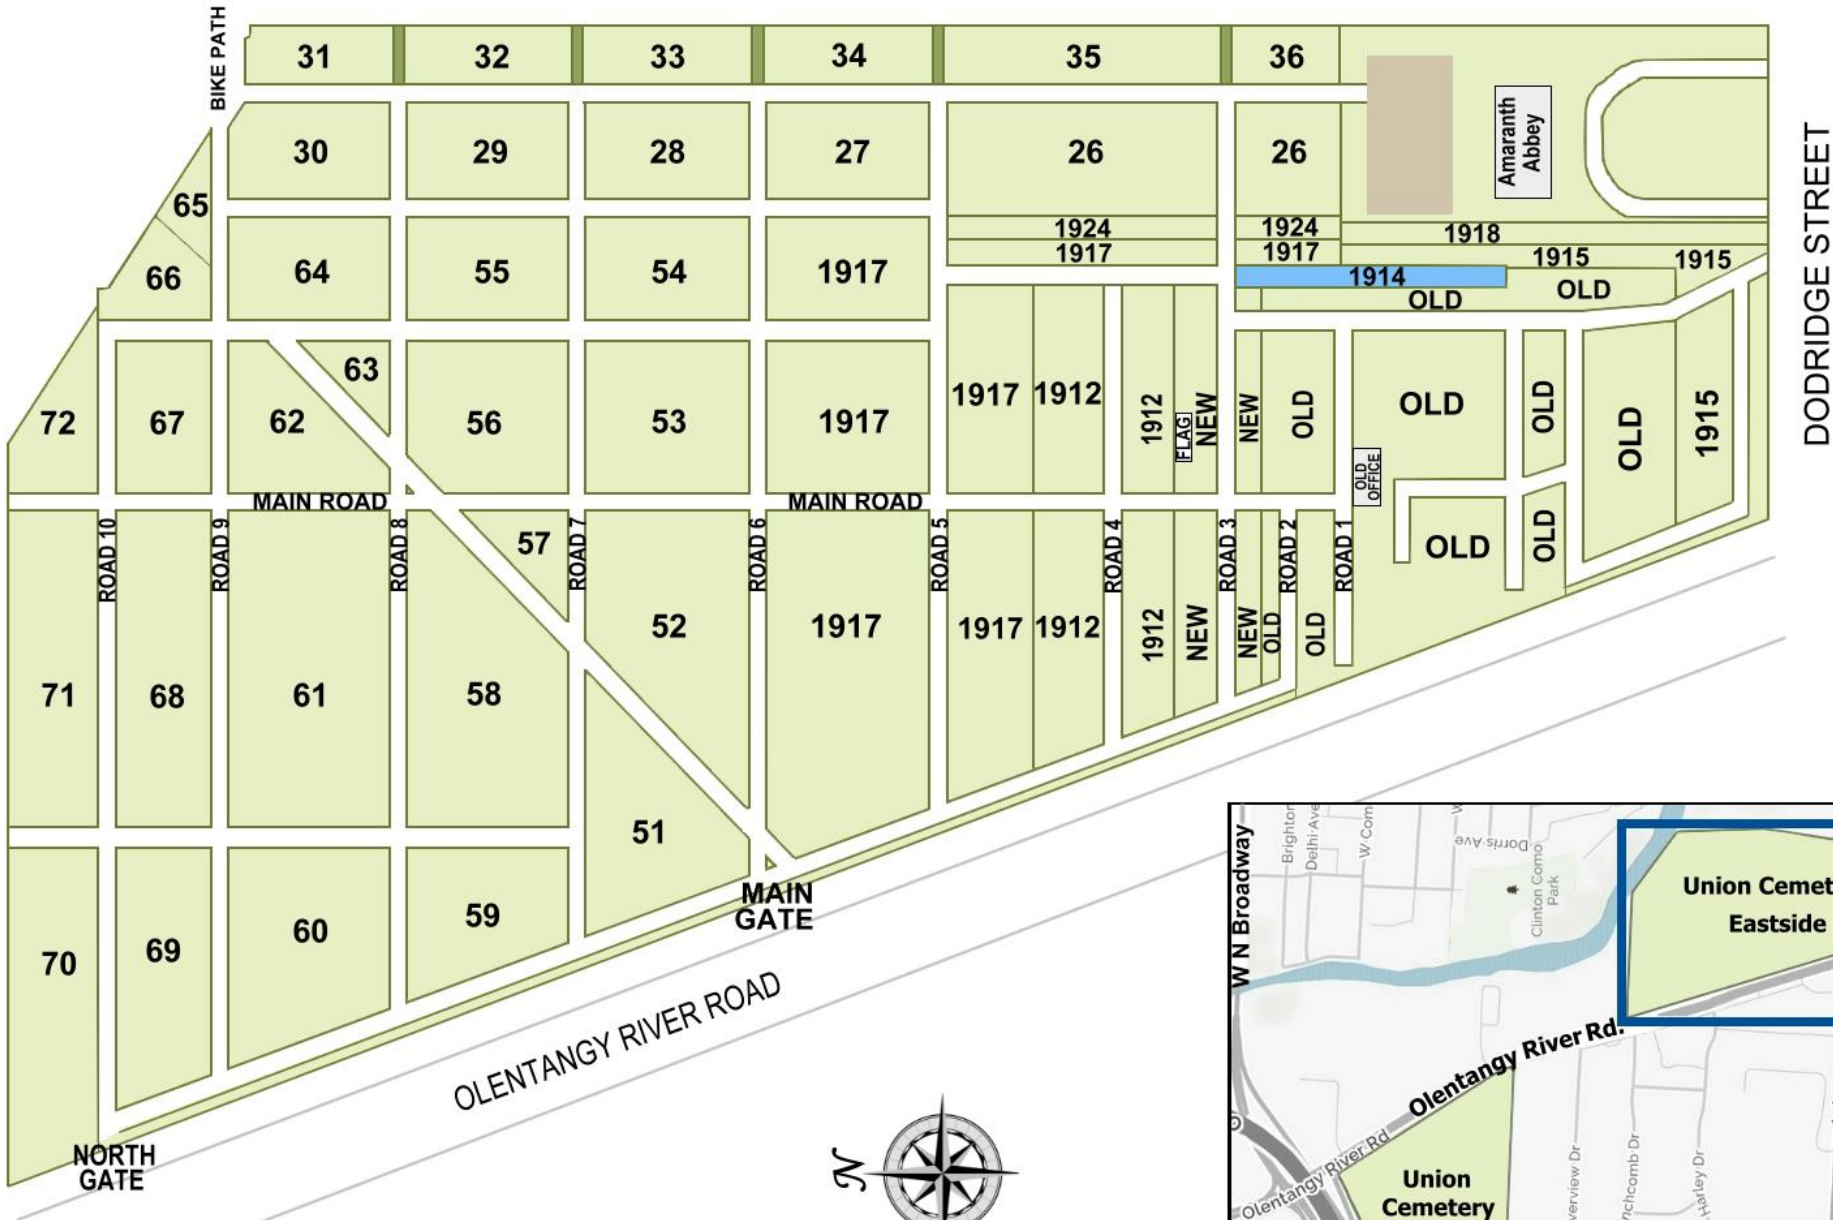 BIKE PATH
31 32 33 34 35 36
30 29 28 27 26 26
Amaranth
Abbey
DODRIDGE STREET
65
1924 1924
1918
1917 1917
1915 1915
66 64 55 54 1917
1914
OLD
OLD
63
72 67 62 56 53 1917
1917 1912 1912 FLAG NEW NEW OLD OLD OLD OLD 1915
OLD
OFFICE
MAIN ROAD MAIN ROAD
ROAD 10 ROAD 9 ROAD 8 ROAD 7 ROAD 6 ROAD 5 ROAD 4 ROAD 3 ROAD 2 ROAD 1
57
OLD OLD
52 1917 1917 1912 1912 NEW NEW OLD OLD
71 68 61 58
51
70 69 60 59
MAIN
GATE
OLENTANGY RIVER ROAD
NORTH
GATE
N
W N Broadway
Brighton
Delhi Ave
W Com
W
Dorris Ave
Clinton Como
Park
Union Cemet
Eastside
Olentangy River Rd.
Olentangy River Rd
Union
Cemetery
erview Dr
nchcomb Dr
Harley Dr